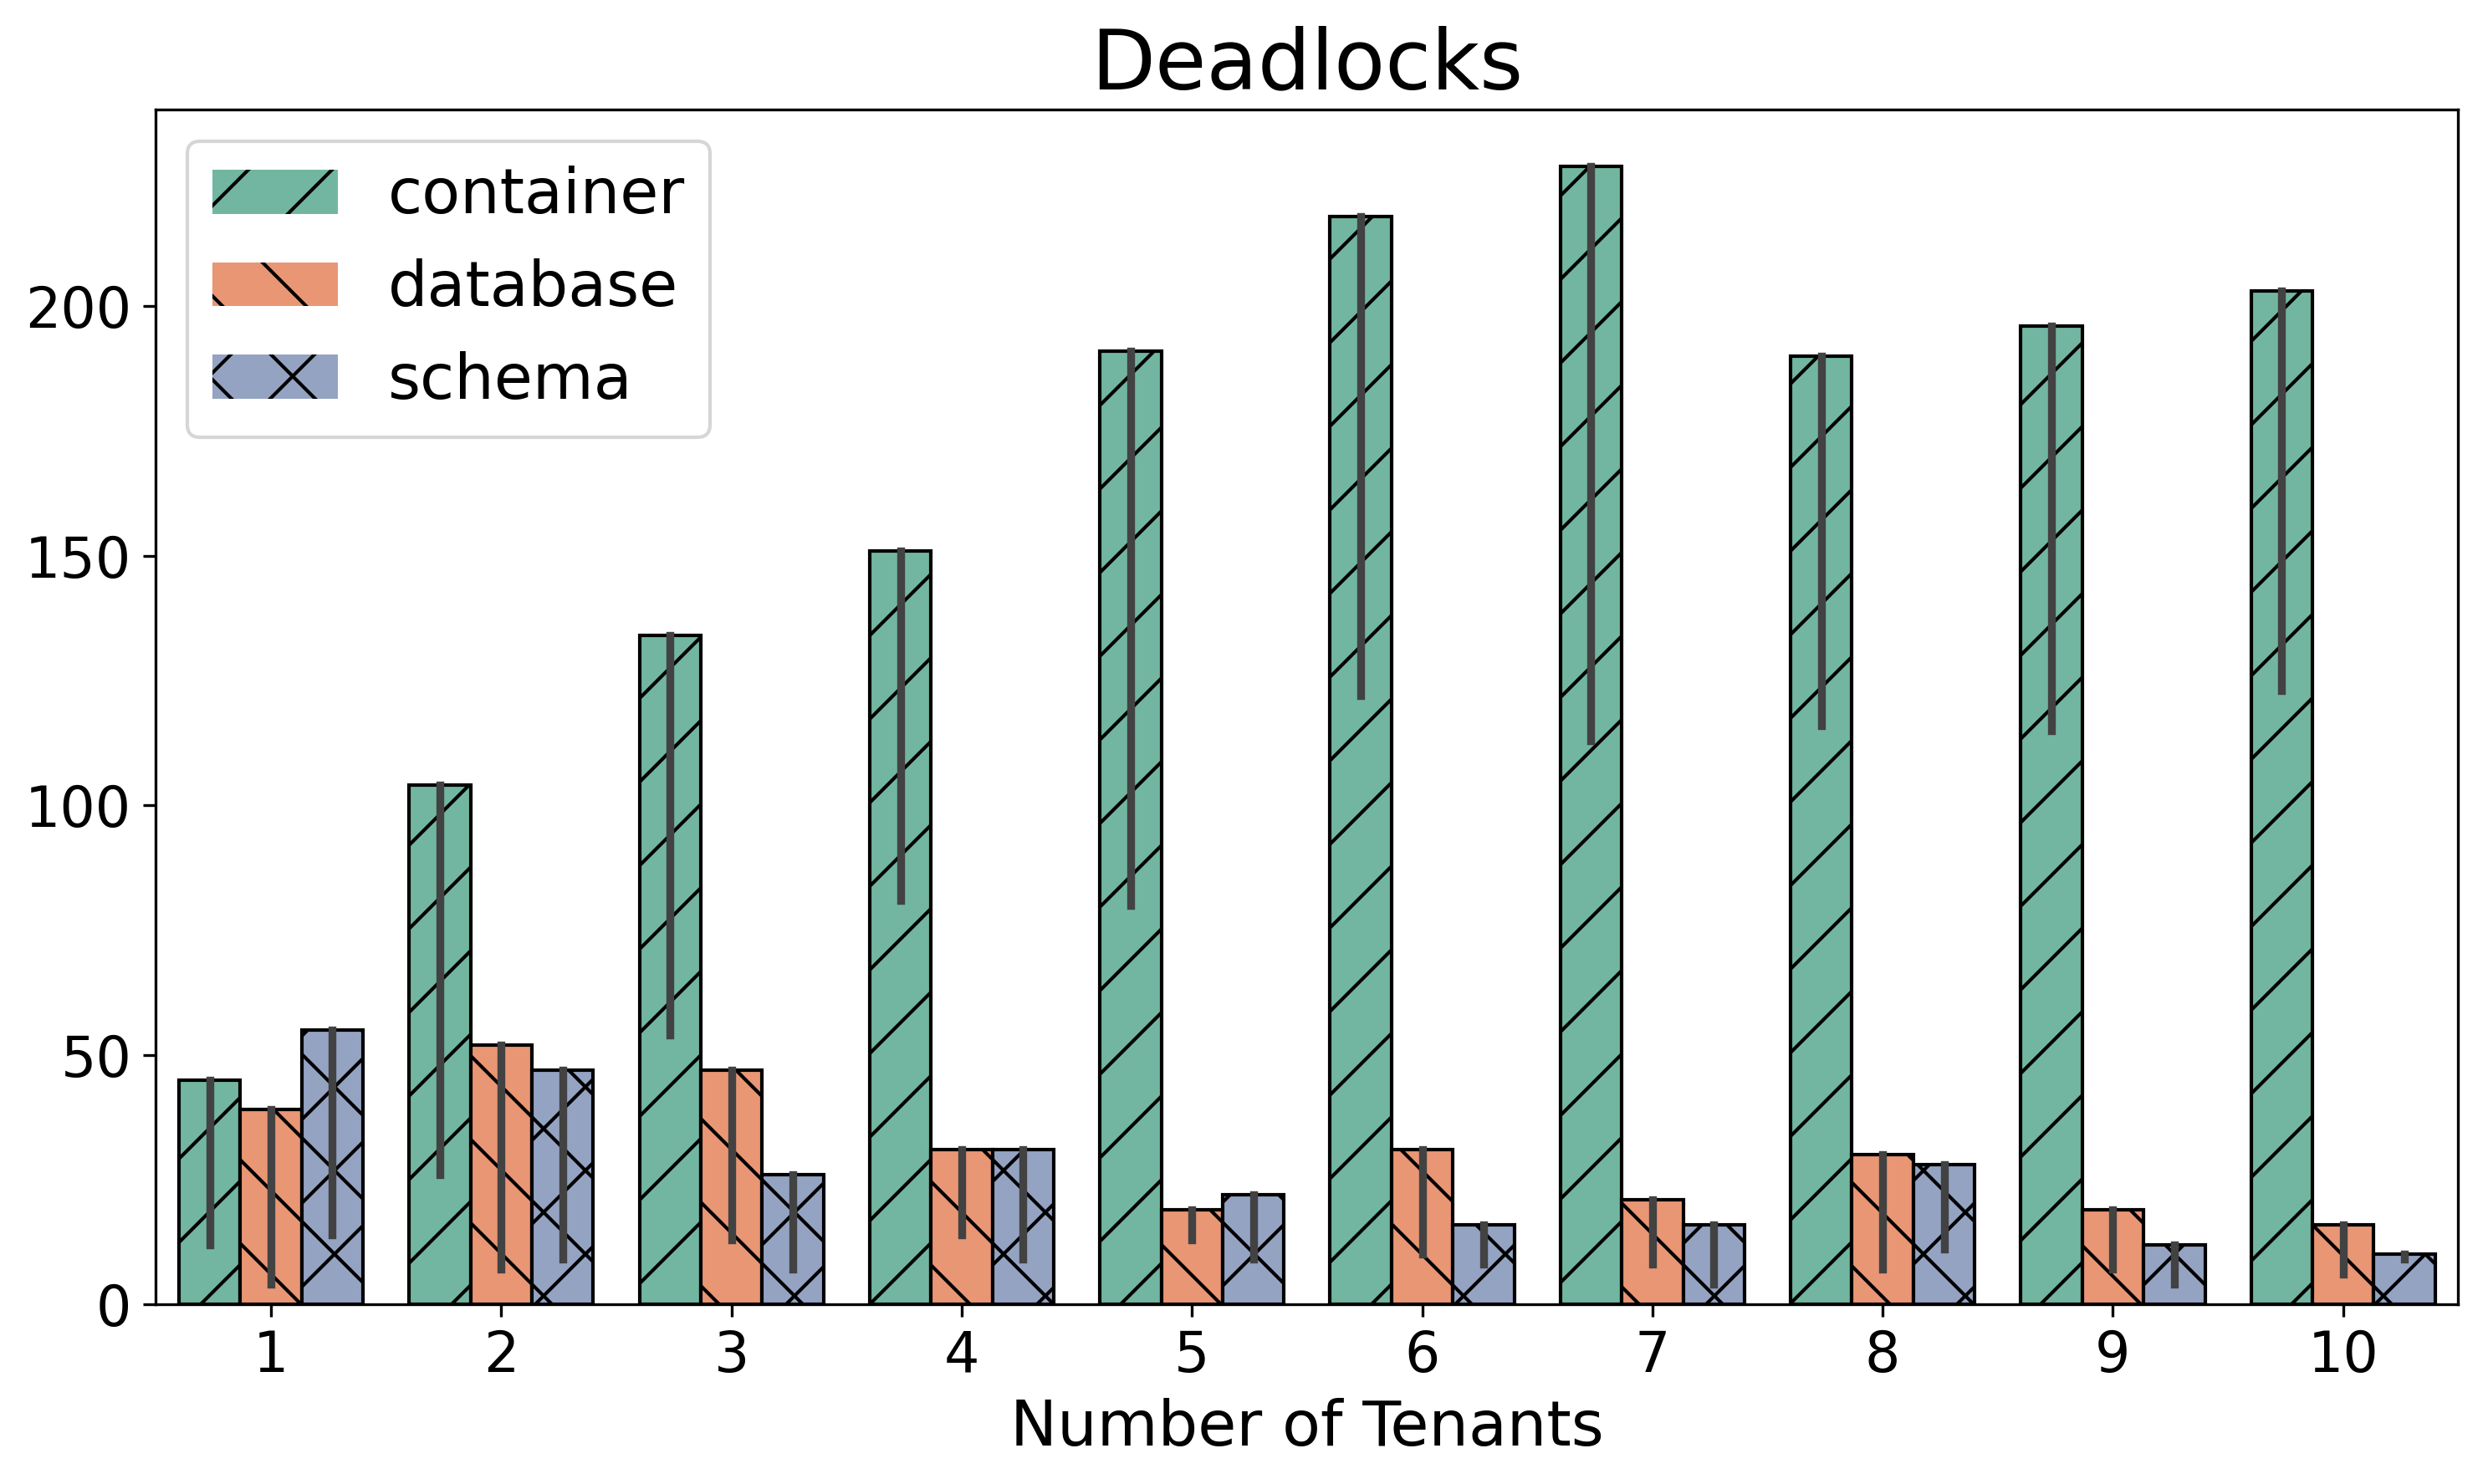 Deadlocks
container
database
schema
200
150
100
50
0
1 2 3 4 5 6 7 8 9 10
Number of Tenants